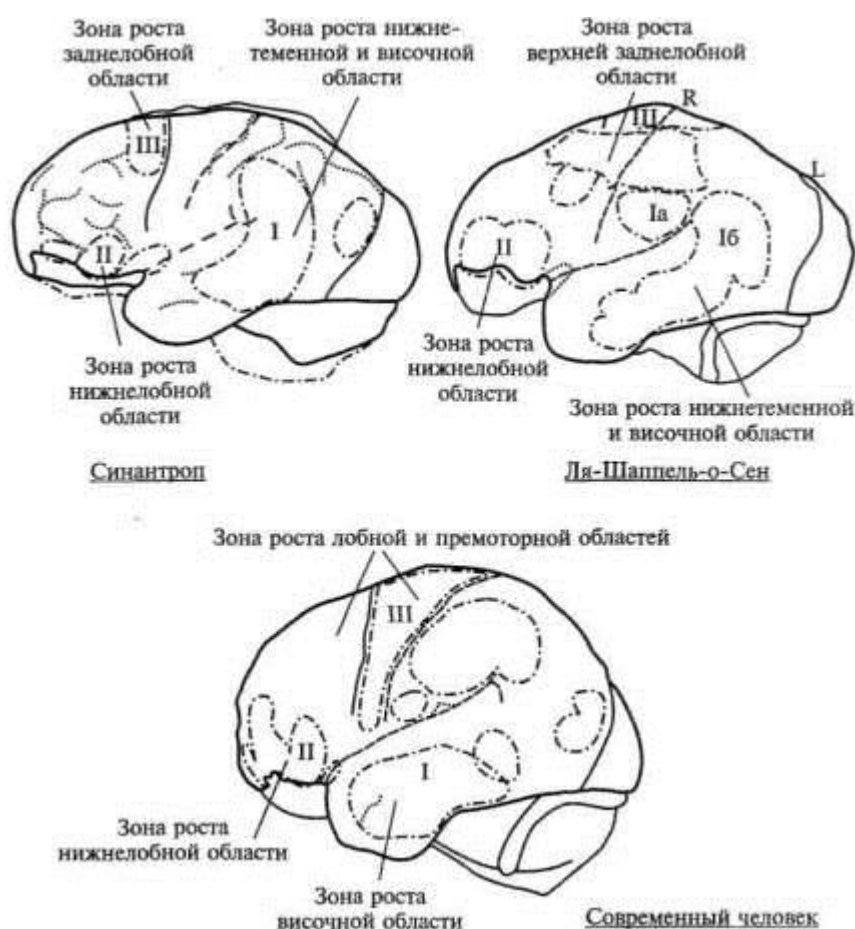 Зона роста
заднелобной
области
Зона роста нижне-
теменной и височной
области
III
I
II
Зона роста
нижнелобной
области
Синантроп
Зона роста
верхней заднелобной
области
R
III
L
Iа
Iб
II
Зона роста
нижнелобной
области
Зона роста нижнетеменной
и височной области
Ля-Шаппель-о-Сен
Зона роста лобной и премоторной областей
III
II
I
Зона роста
нижнелобной области
Зона роста
височной области
Современный человек